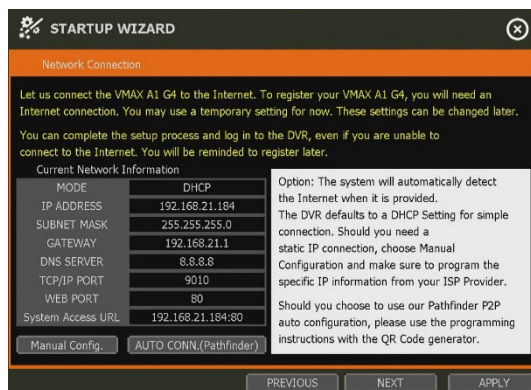 STARTUP WIZARD
Network Connection
Let us connect the VMAX A1 G4 to the Internet. To register your VMAX A1 G4, you will need an
Internet connection. You may use a temporary setting for now. These settings can be changed later.
You can complete the setup process and log in to the DVR, even if you are unable to
connect to the Internet. You will be reminded to register later.
Current Network Information
MODE DHCP
IP ADDRESS 192.168.21.184
SUBNET MASK 255.255.255.0
GATEWAY 192.168.21.1
DNS SERVER 8.8.8.8
TCP/IP PORT 9010
WEB PORT 80
System Access URL 192.168.21.184:80
Manual Config. AUTO CONN.(Pathfinder)
Option: The system will automatically detect
the Internet when it is provided.
The DVR defaults to a DHCP Setting for simple
connection. Should you need a
static IP connection, choose Manual
Configuration and make sure to program the
specific IP information from your ISP Provider.
Should you choose to use our Pathfinder P2P
auto configuration, please use the programming
instructions with the QR Code generator.
PREVIOUS NEXT APPLY